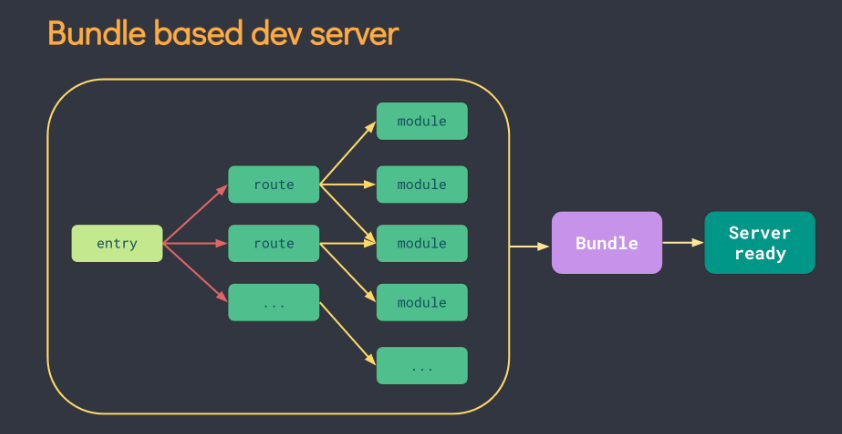 Bundle based dev server
module
route
module
entry
route
module
Bundle
Server
ready
...
module
...